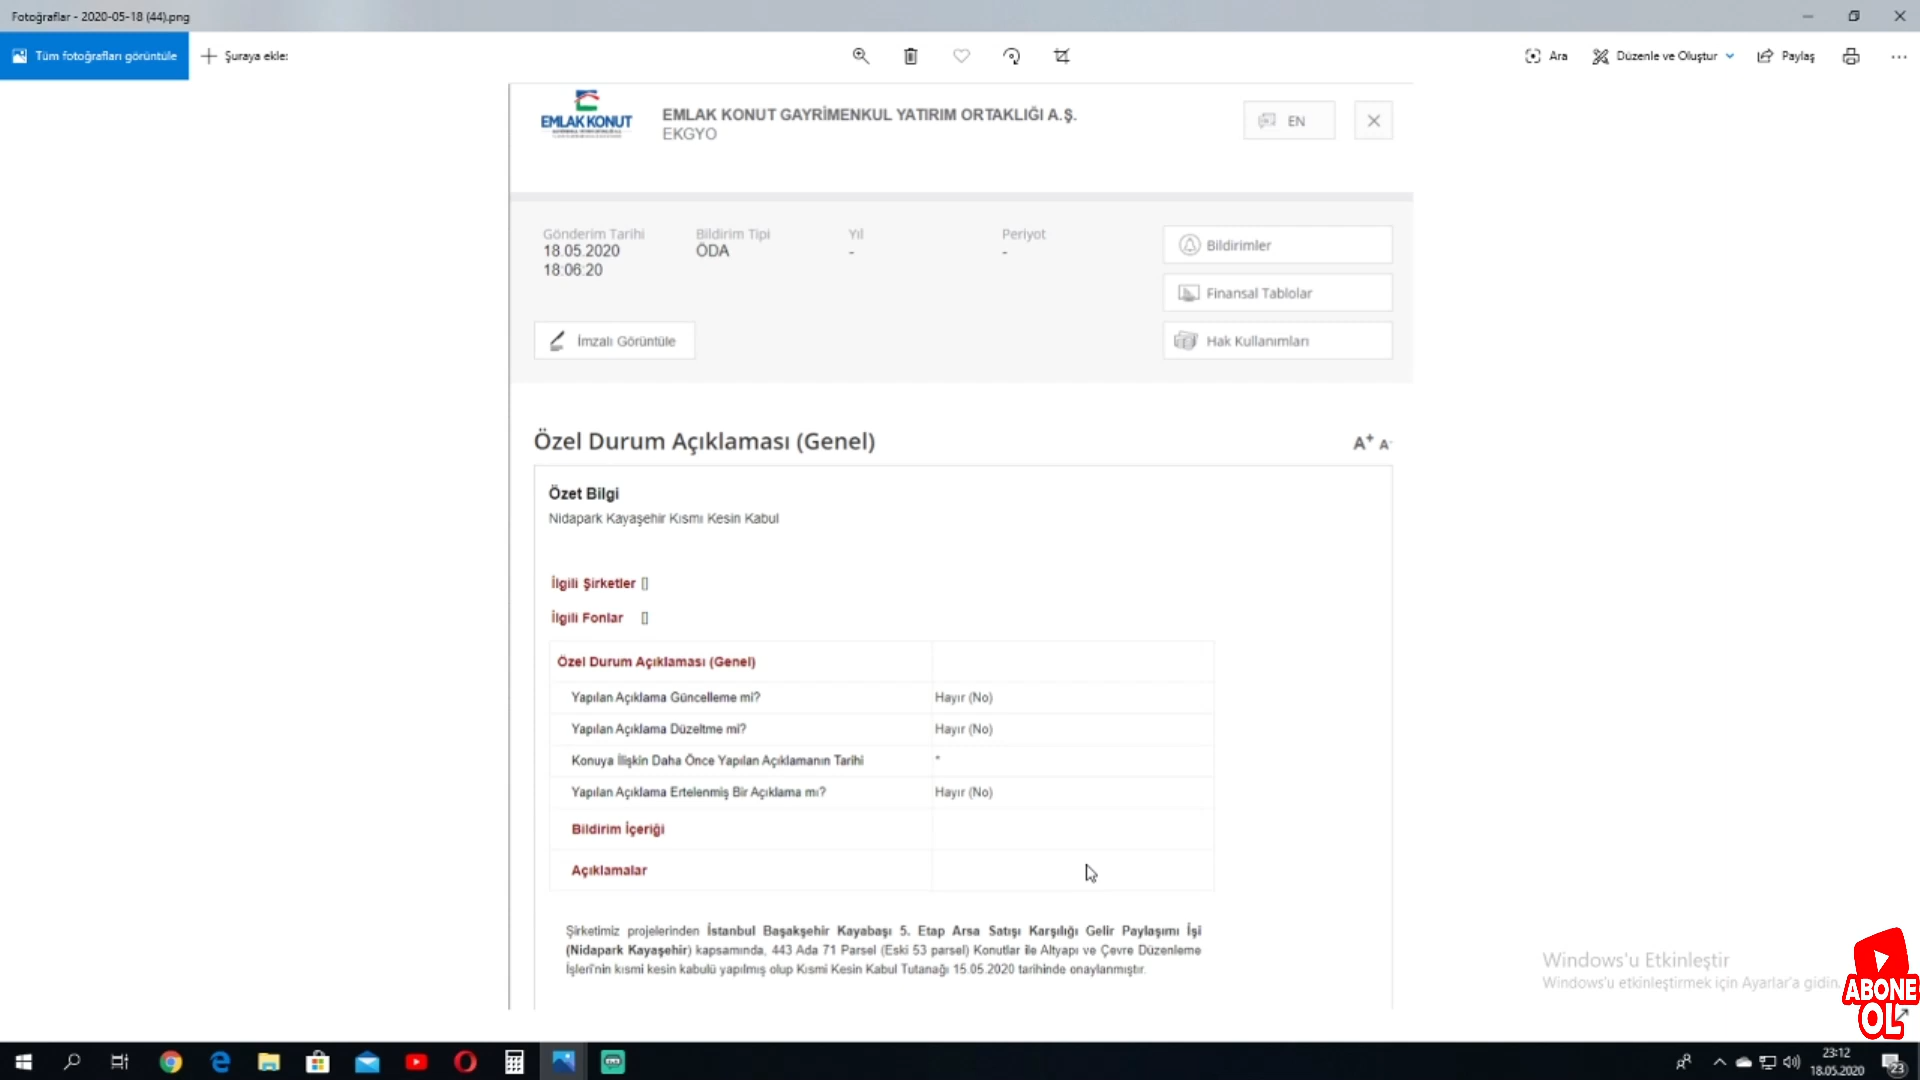 Fotoğraflar - 2020-05-18 (44).png
Tüm fotoğrafları görüntüle
Şuraya ekle:
Ara
Düzenle ve Oluştur
Paylaş
EMLAK KONUT
EMLAK KONUT GAYRİMENKUL YATIRIM ORTAKLIĞI A.Ş.
EKGYO
EN
Gönderim Tarihi
18.05.2020
18:06:20
Bildirim Tipi
ÖDA
Yıl
-
Periyot
-
Bildirimler
Finansal Tablolar
Hak Kullanımları
İmzalı Görüntüle
Özel Durum Açıklaması (Genel)
A+ A-
Özet Bilgi
Nidapark Kayaşehir Kısmı Kesin Kabul
İlgili Şirketler []
İlgili Fonlar []
Özel Durum Açıklaması (Genel)
Yapılan Açıklama Güncelleme mi? Hayır (No)
Yapılan Açıklama Düzeltme mi? Hayır (No)
Konuya İlişkin Daha Önce Yapılan Açıklamanın Tarihi *
Yapılan Açıklama Ertelenmiş Bir Açıklama mı? Hayır (No)
Bildirim İçeriği
Açıklamalar
Şirketimiz projelerinden İstanbul Başakşehir Kayabaşı 5. Etap Arsa Satışı Karşılığı Gelir Paylaşımı İşi
(Nidapark Kayaşehir) kapsamında, 443 Ada 71 Parsel (Eski 53 parsel) Konutlar ile Altyapı ve Çevre Düzenleme
İşleri'nin kısmi kesin kabulü yapılmış olup Kısmi Kesin Kabul Tutanağı 15.05.2020 tarihinde onaylanmıştır.
Windows'u Etkinleştir
Windows'u etkinleştirmek için Ayarlar'a gidin.
ABONE
OL
23:12
18.05.2020
23